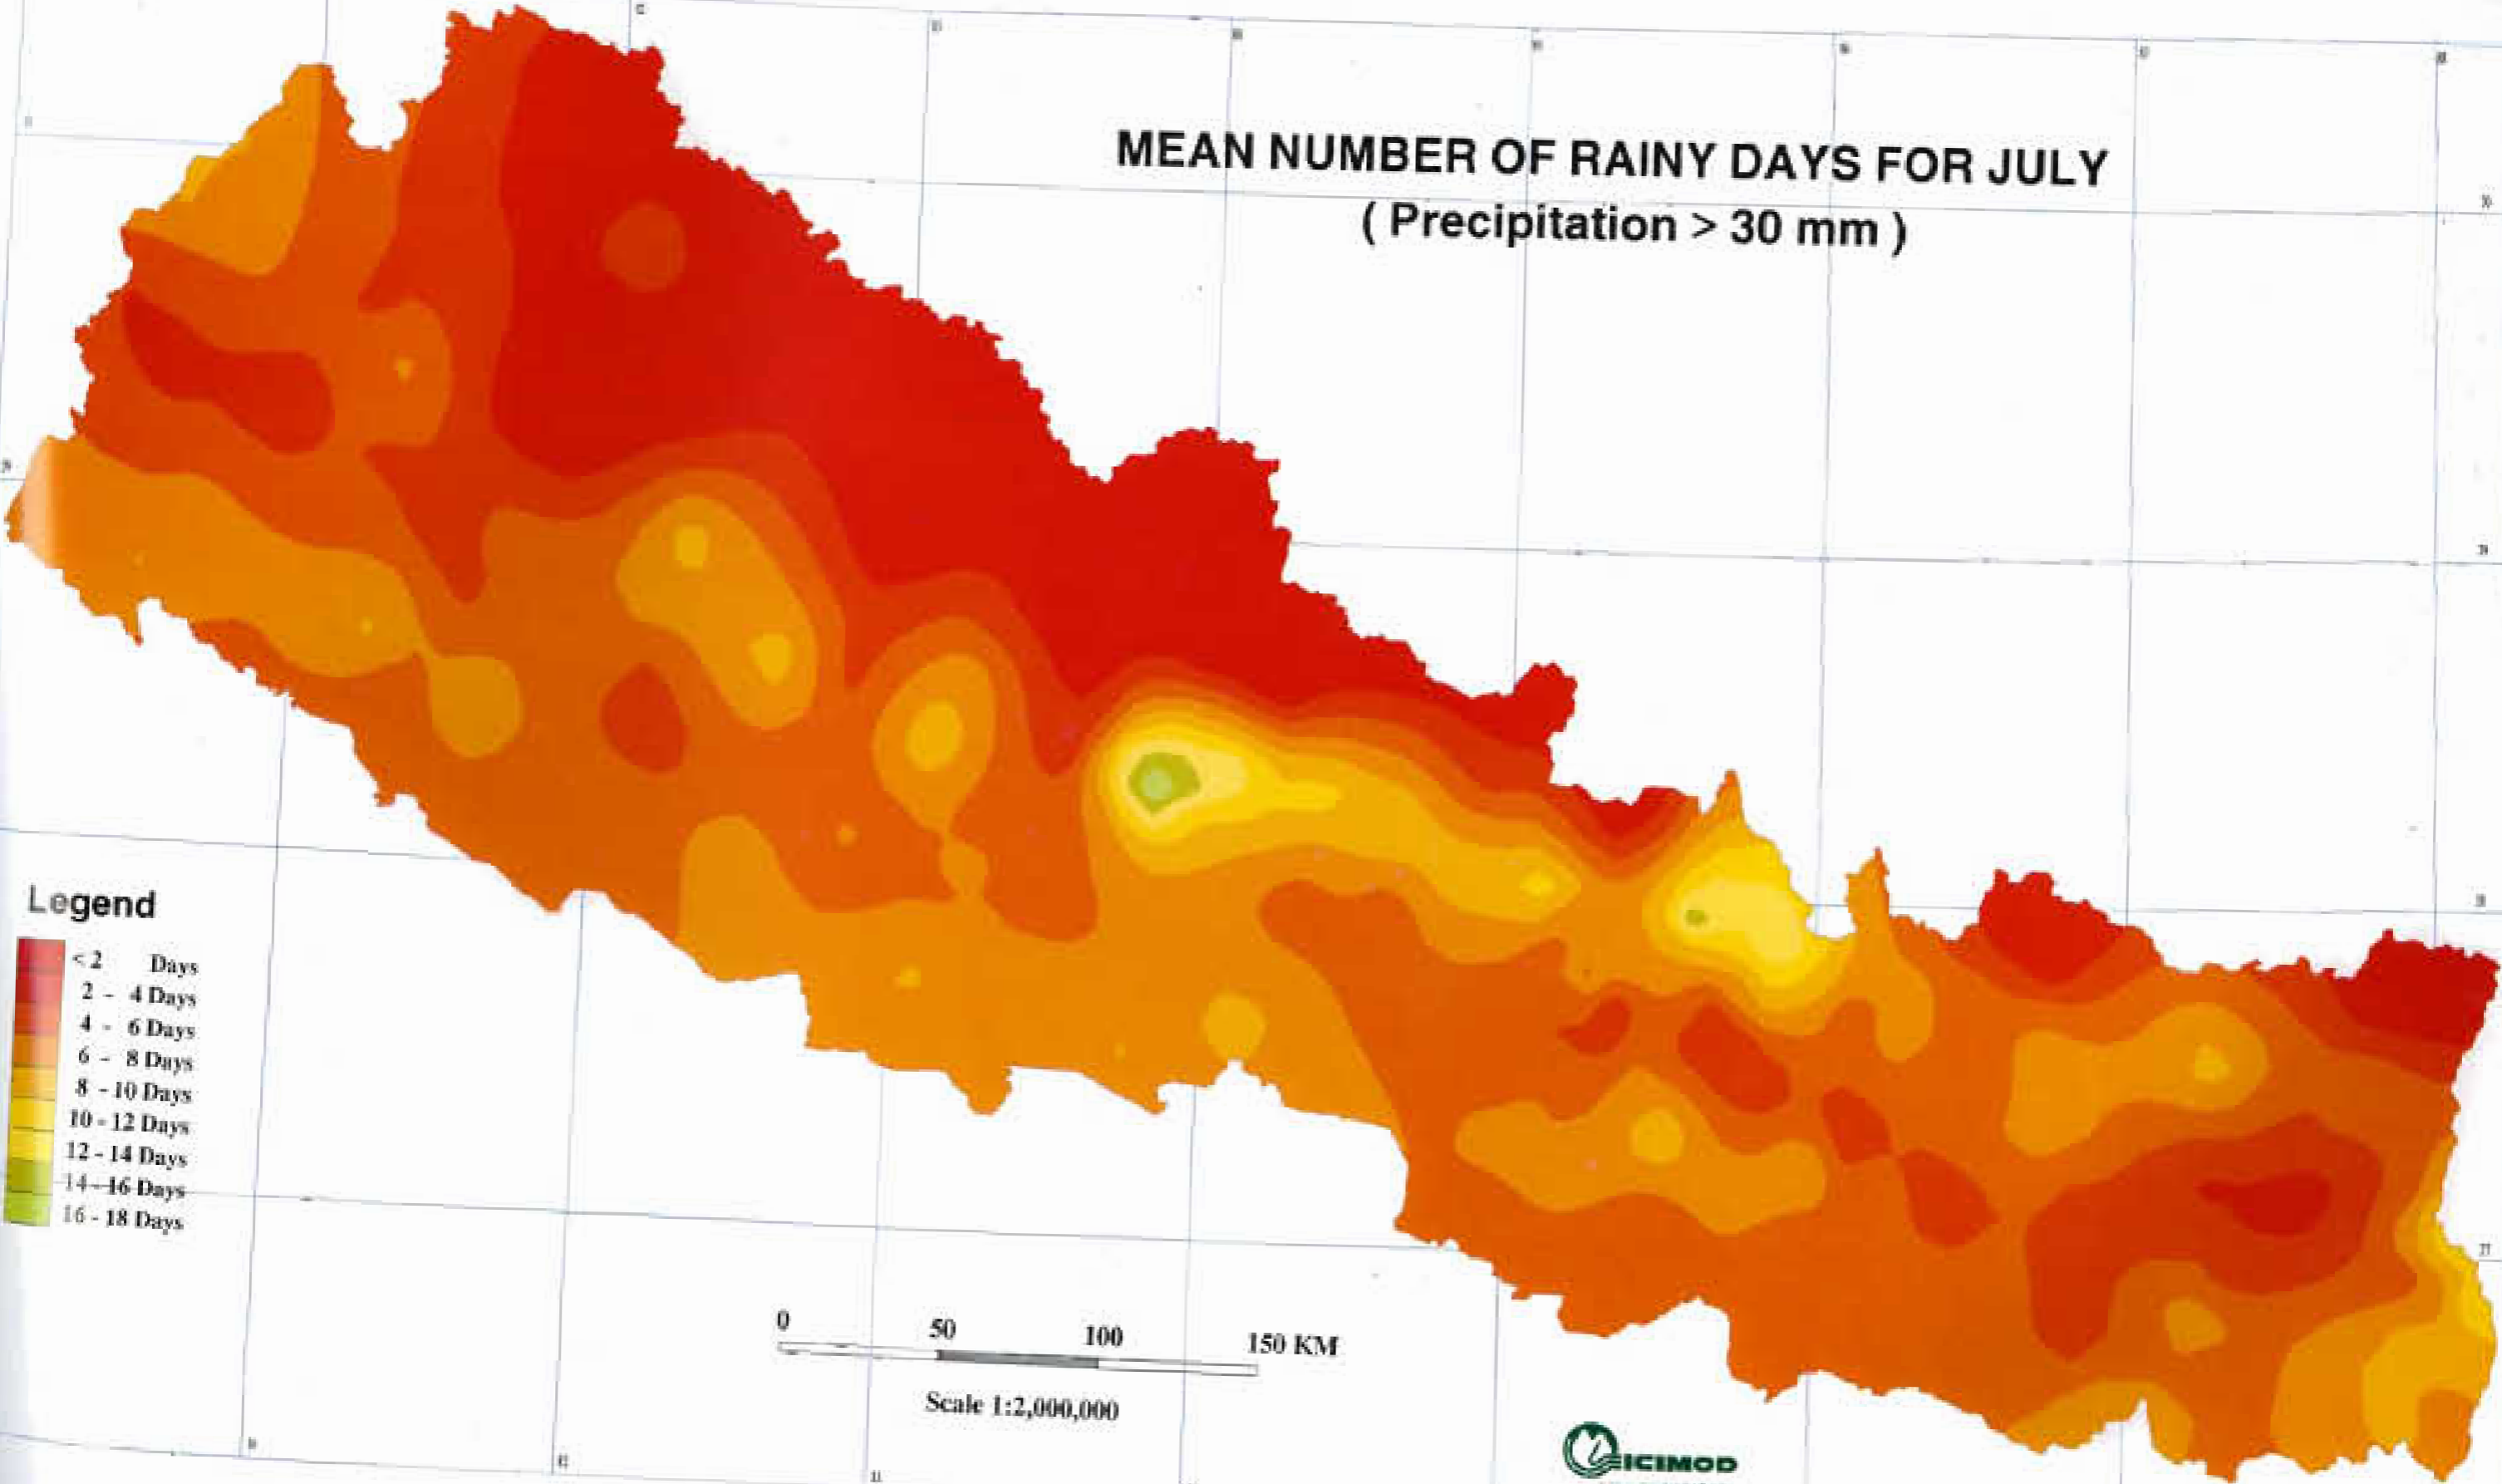 MEAN NUMBER OF RAINY DAYS FOR JULY
( Precipitation > 30 mm )
Legend
< 2 Days
2 - 4 Days
4 - 6 Days
6 - 8 Days
8 - 10 Days
10 - 12 Days
12 - 14 Days
14 - 16 Days
16 - 18 Days
0 50 100 150 KM
Scale 1:2,000,000
ICIMOD